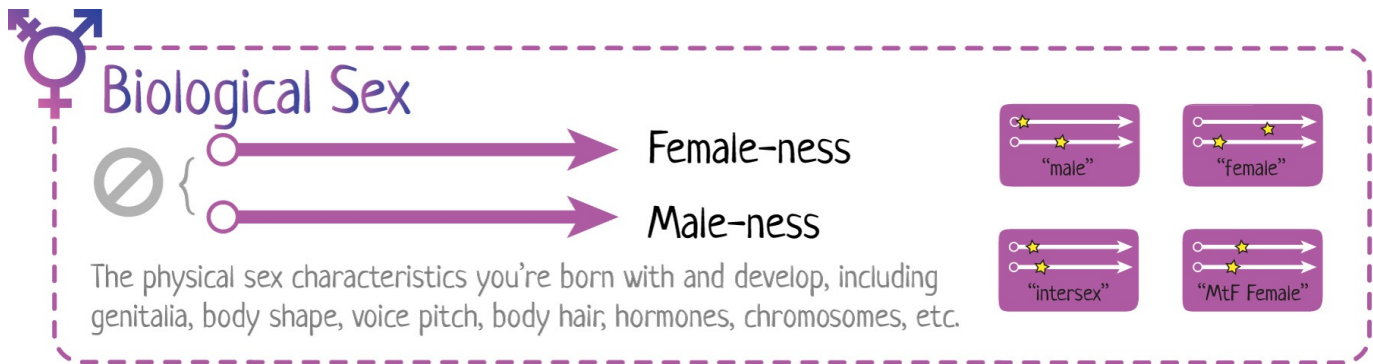 Biological Sex
Female-ness
Male-ness
The physical sex characteristics you're born with and develop, including
genitalia, body shape, voice pitch, body hair, hormones, chromosomes, etc.
“male”
“female”
“intersex”
“MtF Female”